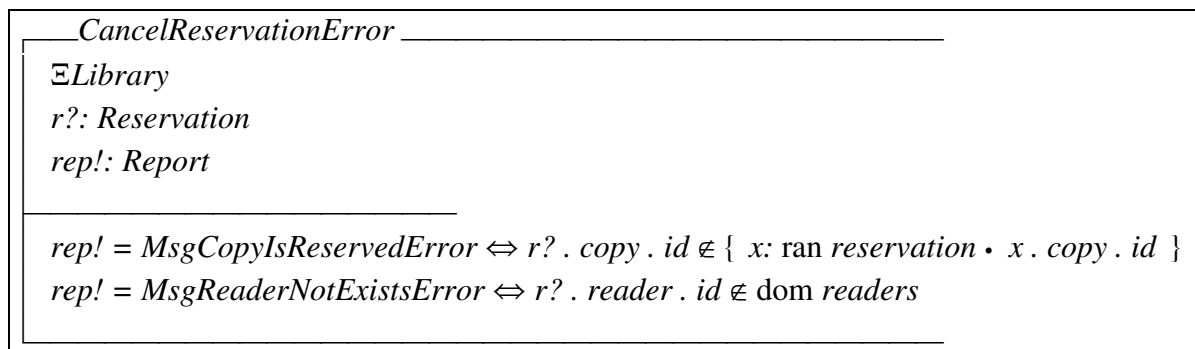 CancelReservationError
ΞLibrary
r?: Reservation
rep!: Report
rep! = MsgCopyIsReservedError ⇔ r? . copy . id ∉ { x: ran reservation • x . copy . id }
rep! = MsgReaderNotExistsError ⇔ r? . reader . id ∉ dom readers